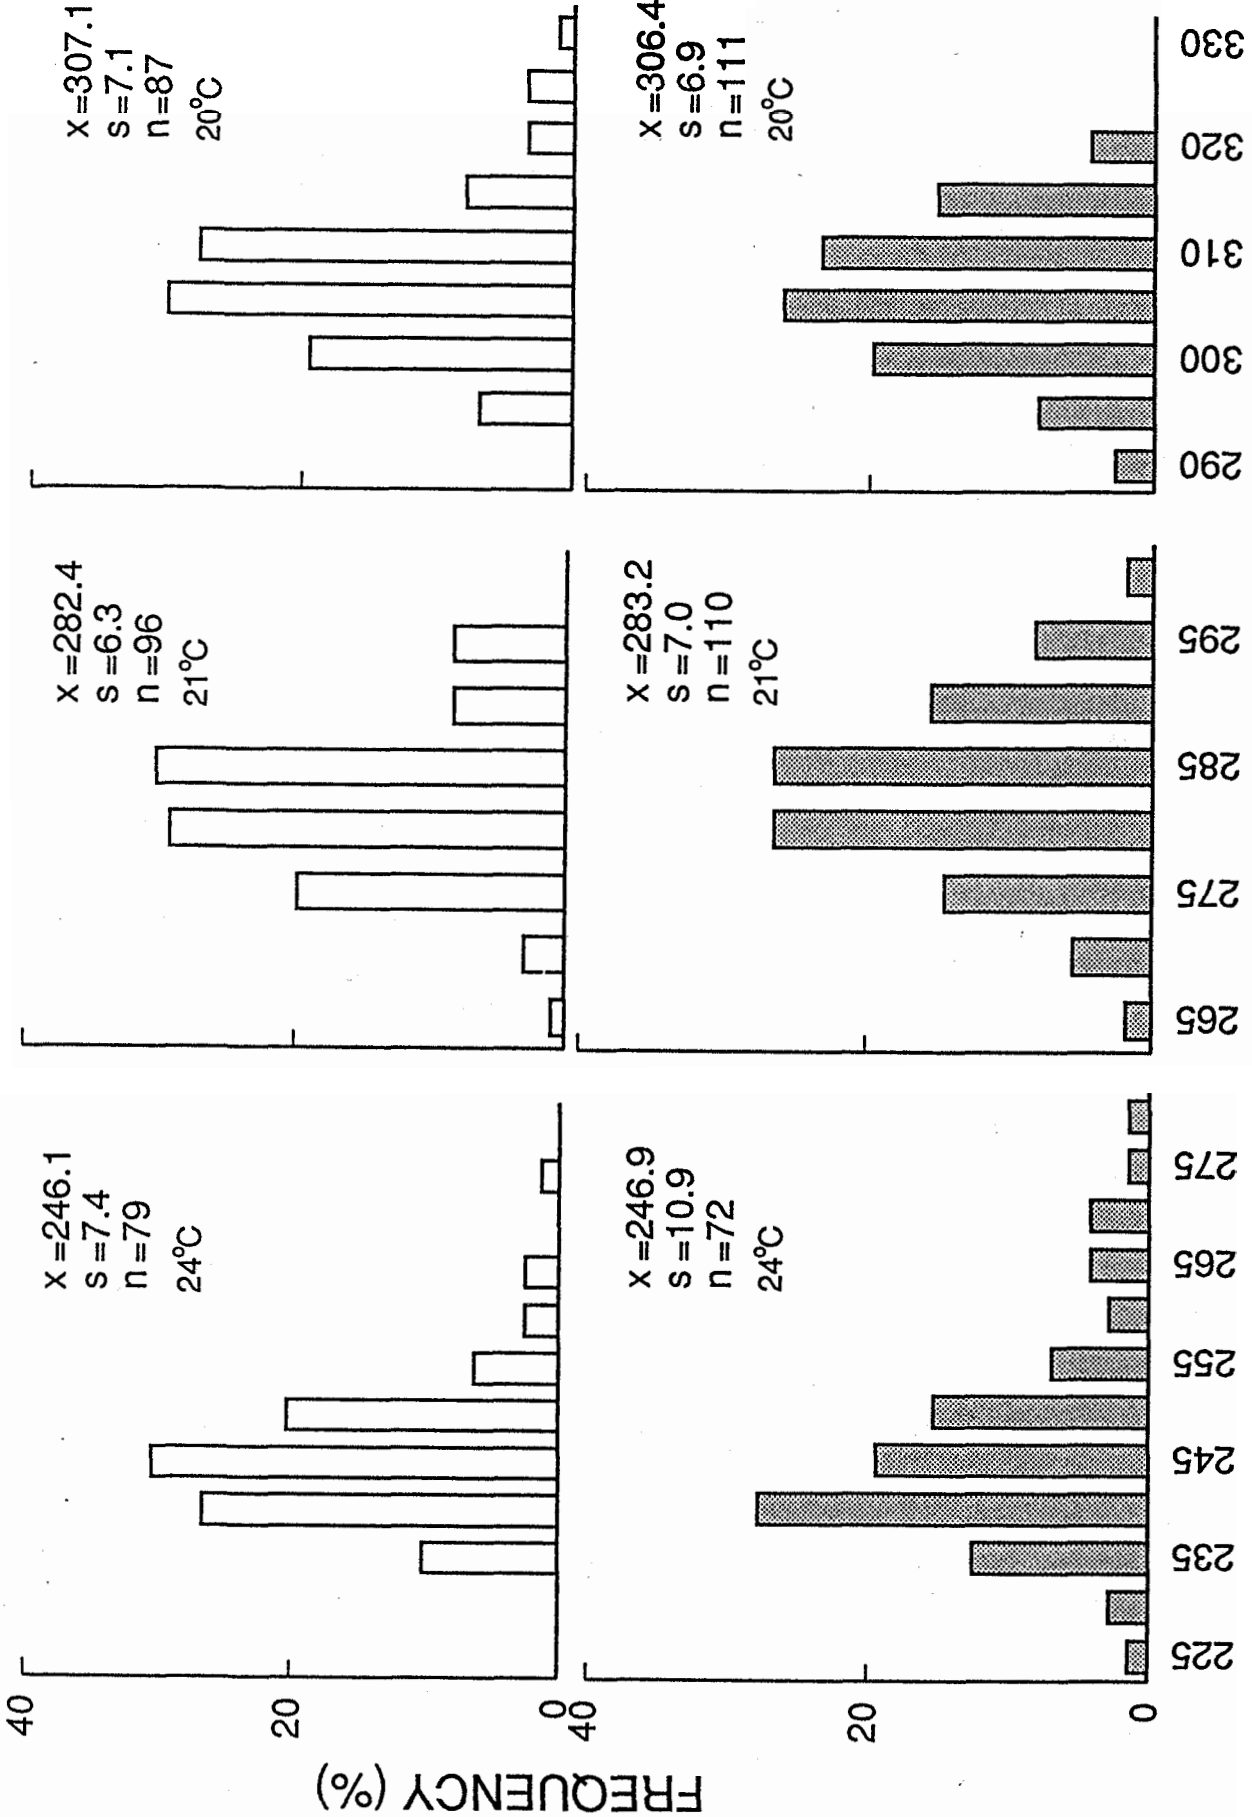 FREQUENCY (%)
40
20
0
x=246.1
s=7.4
n=79
24°C
x=282.4
s=6.3
n=96
21°C
x=307.1
s=7.1
n=87
20°C
40
20
0
x=246.9
s=10.9
n=72
24°C
x=283.2
s=7.0
n=110
21°C
x=306.4
s=6.9
n=111
20°C
225 235 245 255 265 275
265 275 285 295
290 300 310 320 330